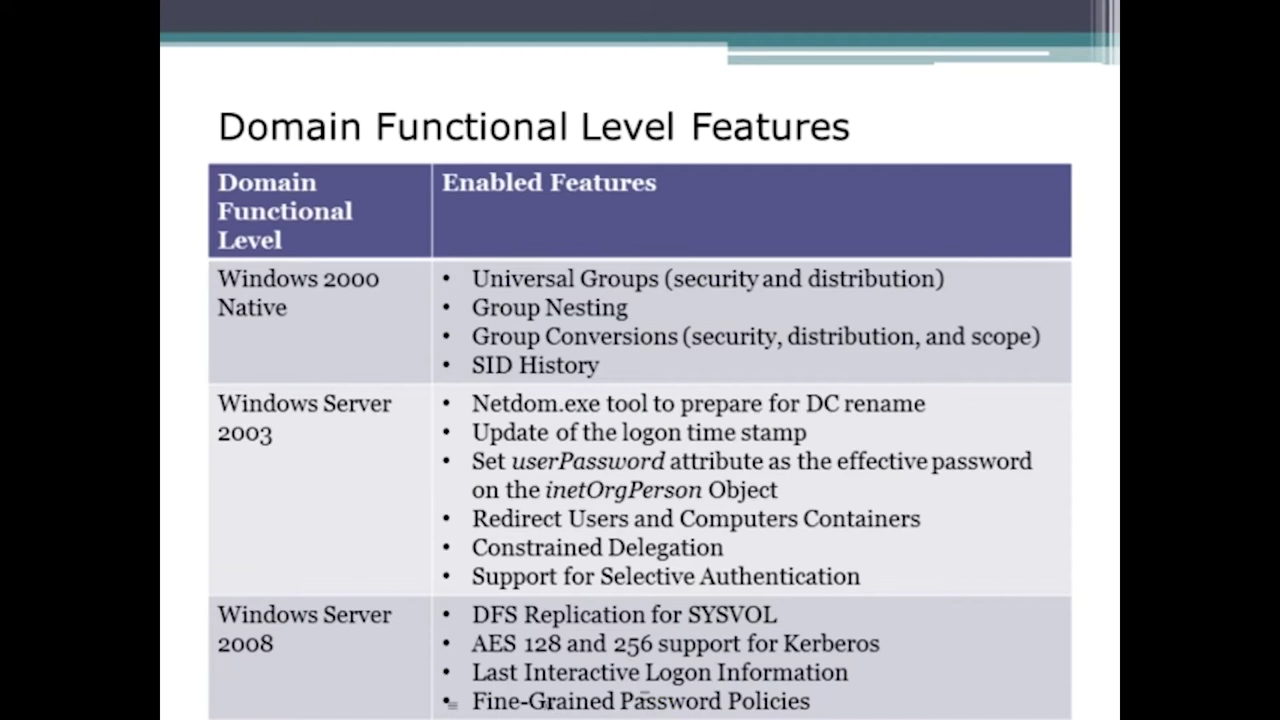 Domain Functional Level Features
Domain
Functional
Level
Enabled Features
Windows 2000
Native
• Universal Groups (security and distribution)
• Group Nesting
• Group Conversions (security, distribution, and scope)
• SID History
Windows Server
2003
• Netdom.exe tool to prepare for DC rename
• Update of the logon time stamp
• Set userPassword attribute as the effective password
on the inetOrgPerson Object
• Redirect Users and Computers Containers
• Constrained Delegation
• Support for Selective Authentication
Windows Server
2008
• DFS Replication for SYSVOL
• AES 128 and 256 support for Kerberos
• Last Interactive Logon Information
• Fine-Grained Password Policies